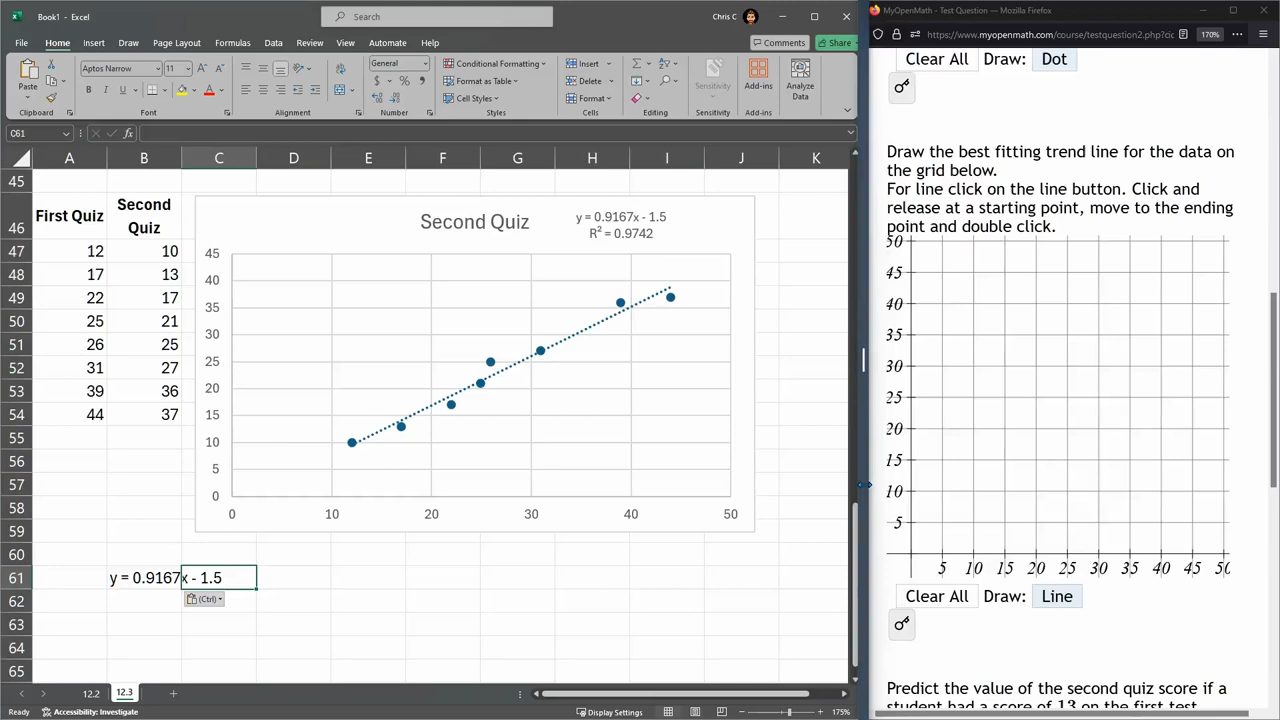 Book1 - Excel
Search
Chris C
File Home Insert Draw Page Layout Formulas Data Review View Automate Help
Comments Share
Paste
Clipboard
Aptos Narrow 11
A A
B I U A
Font
Alignment
General
$ % ,
Number
Conditional Formatting
Format as Table
Cell Styles
Styles
Insert
Delete
Format
Cells
Editing
Sensitivity
Sensitivity
Add-ins
Add-ins
Analyze
Data
C61 fx
A B C D E F G H I J K
45
46 First Quiz Second Quiz
47 12 10
48 17 13
49 22 17
50 25 21
51 26 25
52 31 27
53 39 36
54 44 37
55
56
57
58
59
60
61 y = 0.9167x - 1.5
62
63
64
65
(Ctrl)
Second Quiz
y = 0.9167x - 1.5
R² = 0.9742
45
40
35
30
25
20
15
10
5
0
0 10 20 30 40 50
12.2 12.3 +
Ready Accessibility: Investigate Display Settings 175%
MyOpenMath - Test Question — Mozilla Firefox
https://www.myopenmath.com/course/testquestion2.php?cid 170%
Clear All Draw: Dot
Draw the best fitting trend line for the data on
the grid below.
For line click on the line button. Click and
release at a starting point, move to the ending
point and double click.
50
45
40
35
30
25
20
15
10
5
5 10 15 20 25 30 35 40 45 50
Clear All Draw: Line
Predict the value of the second quiz score if a
student had a score of 13 on the first test.